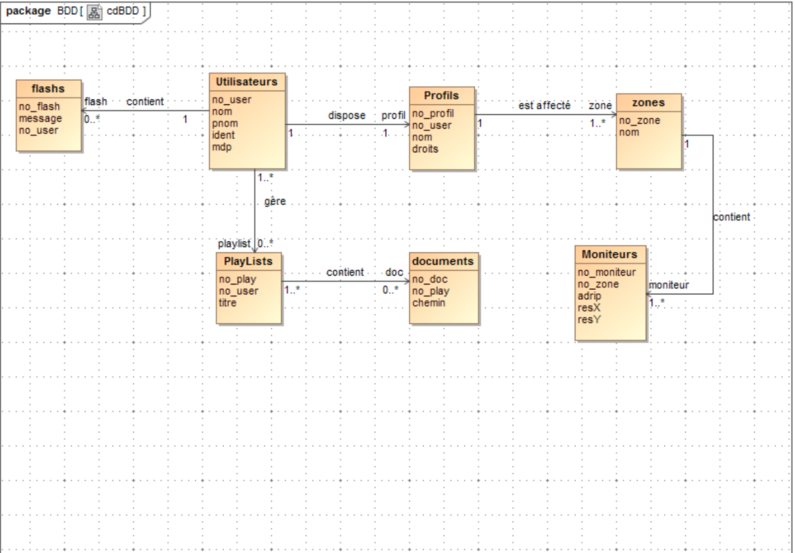 package BDD [ cdBDD ]
flashs
no_flash
message
no_user
flash
contient
0..*
1
Utilisateurs
no_user
nom
pnom
ident
mdp
dispose
profil
1
1
Profils
no_profil
no_user
nom
droits
est affecté
zone
1
1..*
zones
no_zone
nom
1
contient
1..*
gère
playlist
0..*
PlayLists
no_play
no_user
titre
contient
doc
1..*
0..*
documents
no_doc
no_play
chemin
Moniteurs
no_moniteur
no_zone
adrip
resX
resY
moniteur
1..*